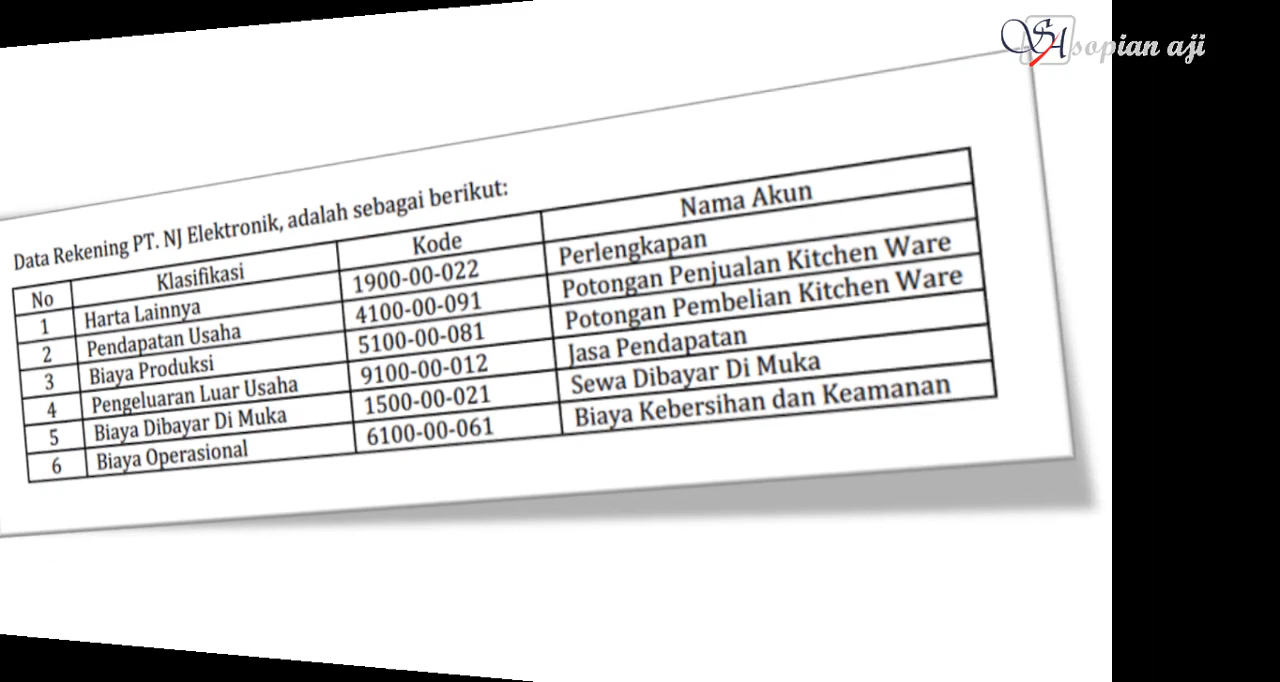 sopian aji
Data Rekening PT. NJ Elektronik, adalah sebagai berikut:
No Klasifikasi Kode Nama Akun
1 Harta Lainnya 1900-00-022 Perlengkapan
2 Pendapatan Usaha 4100-00-091 Potongan Penjualan Kitchen Ware
3 Biaya Produksi 5100-00-081 Potongan Pembelian Kitchen Ware
4 Pengeluaran Luar Usaha 9100-00-012 Jasa Pendapatan
5 Biaya Dibayar Di Muka 1500-00-021 Sewa Dibayar Di Muka
6 Biaya Operasional 6100-00-061 Biaya Kebersihan dan Keamanan